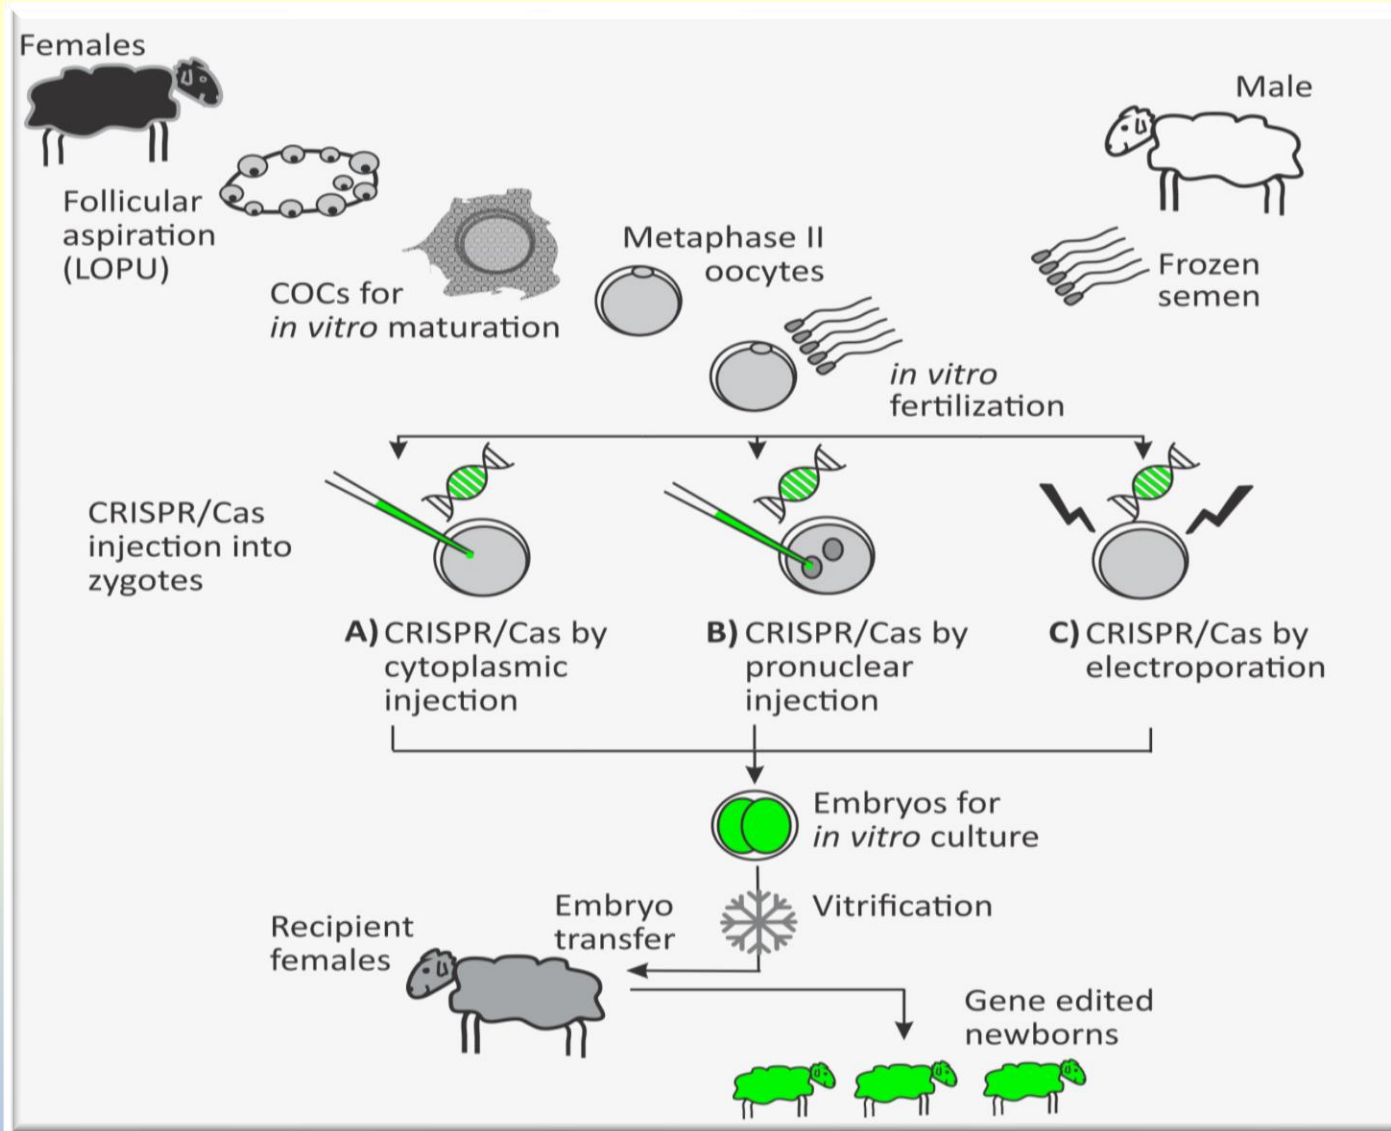 Females
Male
Follicular
aspiration
(LOPU)
COCs for
in vitro maturation
Metaphase II
oocytes
Frozen
semen
in vitro
fertilization
CRISPR/Cas
injection into
zygotes
A) CRISPR/Cas by
cytoplasmic
injection
B) CRISPR/Cas by
pronuclear
injection
C) CRISPR/Cas by
electroporation
Embryos for
in vitro culture
Vitrification
Embryo
transfer
Recipient
females
Gene edited
newborns